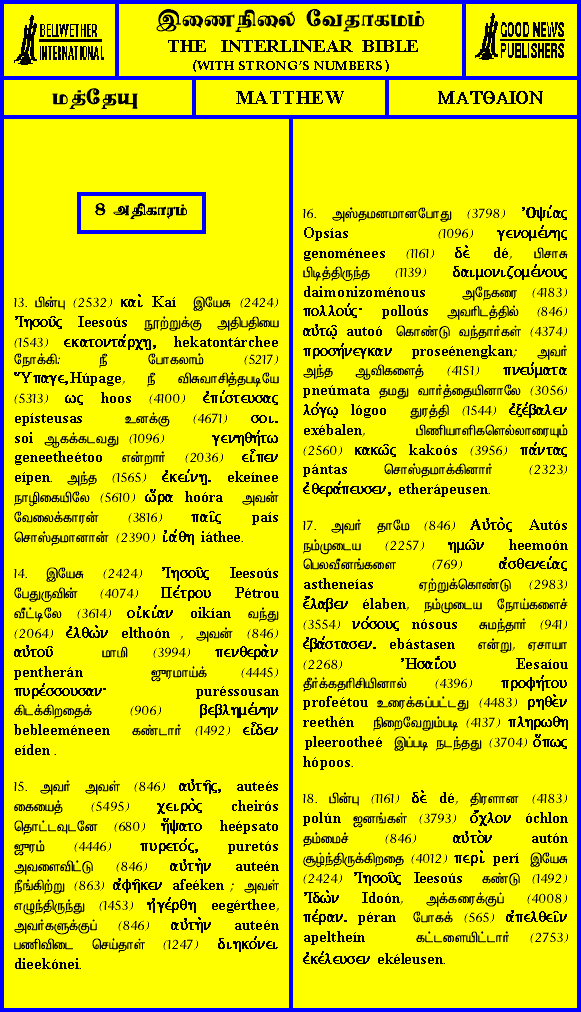 BELLWETHER
INTERNATIONAL
இணைநிலை வேதாகமம்
THE INTERLINEAR BIBLE
(WITH STRONG'S NUMBERS)
GOOD NEWS
PUBLISHERS
மத்தேயு
MATTHEW
ΜΑΤΘΑΙΟΝ
8 அதிகாரம்
13. பின்பு (2532) καὶ Kaí இயேசு (2424)
Ἰησοῦς Ieesoús நூற்றுக்கு அதிபதியை
(1543) εκατοντάρχῃ, hekatontárchee
நோக்கி: நீ போகலாம் (5217)
Ὕπαγε,Húpage, நீ விசுவாசித்தபடியே
(5313) ως hoos (4100) ἐπίστευσας
epísteusas உனக்கு (4671) σοι.
soi ஆகக்கடவது (1096) γενηθήτω
geneetheétoo என்றார் (2036) εἶπεν
eípen. அந்த (1565) ἐκείνῃ. ekeínee
நாழிகையிலே (5610) ὥρα hoóra அவன்
வேலைக்காரன் (3816) παῖς país
சொஸ்தமானான் (2390) ἰάθη iáthee.
14. இயேசு (2424) Ἰησοῦς Ieesoús
பேதுருவின் (4074) Πέτρου Pétrou
வீட்டிலே (3614) οἰκίαν oikían வந்து
(2064) ἐλθὼν elthoón , அவன் (846)
αὐτοῦ மாமி (3994) πενθερὰν
pentherán ஜுரமாய்க் (4445)
πυρέσσουσαν· puréssousan
கிடக்கிறதைக் (906) βεβλημένην
bebleeméneen கண்டார் (1492) εἶδεν
eíden .
15. அவர் அவள் (846) αὐτῆς, auteés
கையைத் (5495) χειρὸς cheirós
தொட்டவுடனே (680) ἥψατο heépsato
ஜுரம் (4446) πυρετός, puretós
அவளைவிட்டு (846) αὐτὴν auteén
நீங்கிற்று (863) ἀφῆκεν afeéken ; அவள்
எழுந்திருந்து (1453) ἠγέρθη eegérthee,
அவர்களுக்குப் (846) αὐτὴν auteén
பணிவிடை செய்தாள் (1247) διηκόνει
dieekónei.
16. அஸ்தமனமானபோது (3798) Ὀψίας
Opsías (1096) γενομένης
genoménees (1161) δὲ dé, பிசாசு
பிடித்திருந்த (1139) δαιμονιζομένους
daimonizoménous அநேகரை (4183)
πολλούς· polloús அவரிடத்தில் (846)
αὐτῷ autoó கொண்டு வந்தார்கள் (4374)
προσήνεγκαν proseénengkan; அவர்
அந்த ஆவிகளைத் (4151) πνεύματα
pneúmata தமது வார்த்தையினாலே (3056)
λόγῳ lógoo துரத்தி (1544) ἐξέβαλεν
exébalen, பிணியாளிகளெல்லாரையும்
(2560) κακῶς kakoós (3956) πάντας
pántas சொஸ்தமாக்கினார் (2323)
ἐθεράπευσεν, etherápeusen.
17. அவர் தாமே (846) Αὐτὸς Autós
நம்முடைய (2257) ημῶν heemoón
பெலவீனங்களை (769) ἀσθενείας
astheneías ஏற்றுக்கொண்டு (2983)
ἔλαβεν élaben, நம்முடைய நோய்களைச்
(3554) νόσους nósous சுமந்தார் (941)
ἐβάστασεν. ebástasen என்று, ஏசாயா
(2268) Ἠσαΐου Eesaíou
தீர்க்கதரிசியினால் (4396) προφήτου
profeétou உரைக்கப்பட்டது (4483) ρηθὲν
reethén நிறைவேறும்படி (4137) πληρωθη
pleerootheé இப்படி நடந்தது (3704) ὅπως
hópoos.
18. பின்பு (1161) δὲ dé, திரளான (4183)
polún ஜனங்கள் (3793) ὄχλον óchlon
தம்மைச் (846) αὐτὸν autón
சூழ்ந்திருக்கிறதை (4012) περὶ perí இயேசு
(2424) Ἰησοῦς Ieesoús கண்டு (1492)
Ἰδὼν Idoón, அக்கரைக்குப் (4008)
πέραν. péran போகக் (565) ἀπελθεῖν
apeltheín கட்டளையிட்டார் (2753)
ἐκέλευσεν ekéleusen.